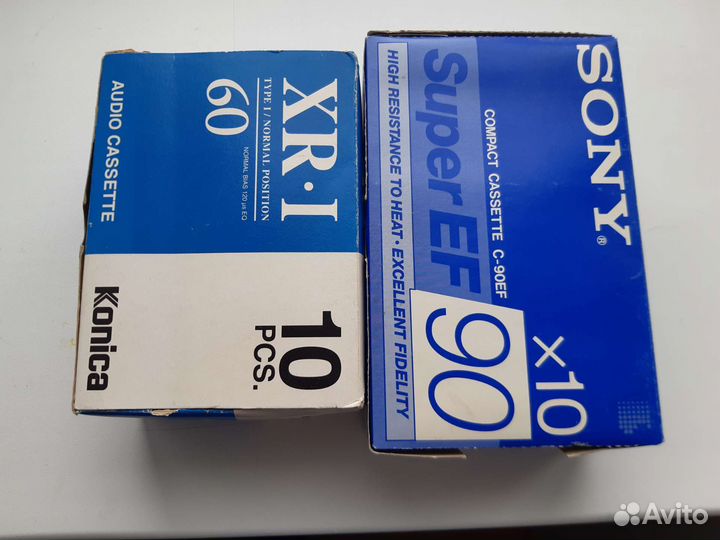 XR·I
TYPE I / NORMAL POSITION
60
NORMAL BIAS 120 µs EQ
AUDIO CASSETTE
10
PCS.
Konica
SONY®
COMPACT CASSETTE C-90EF
Super EF
HIGH RESISTANCE TO HEAT · EXCELLENT FIDELITY
90
x10
Avito